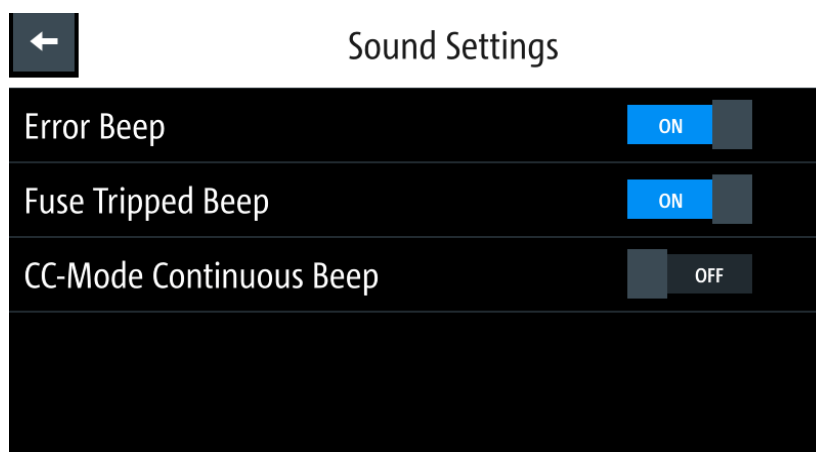 Sound Settings
Error Beep ON
Fuse Tripped Beep ON
CC-Mode Continuous Beep OFF